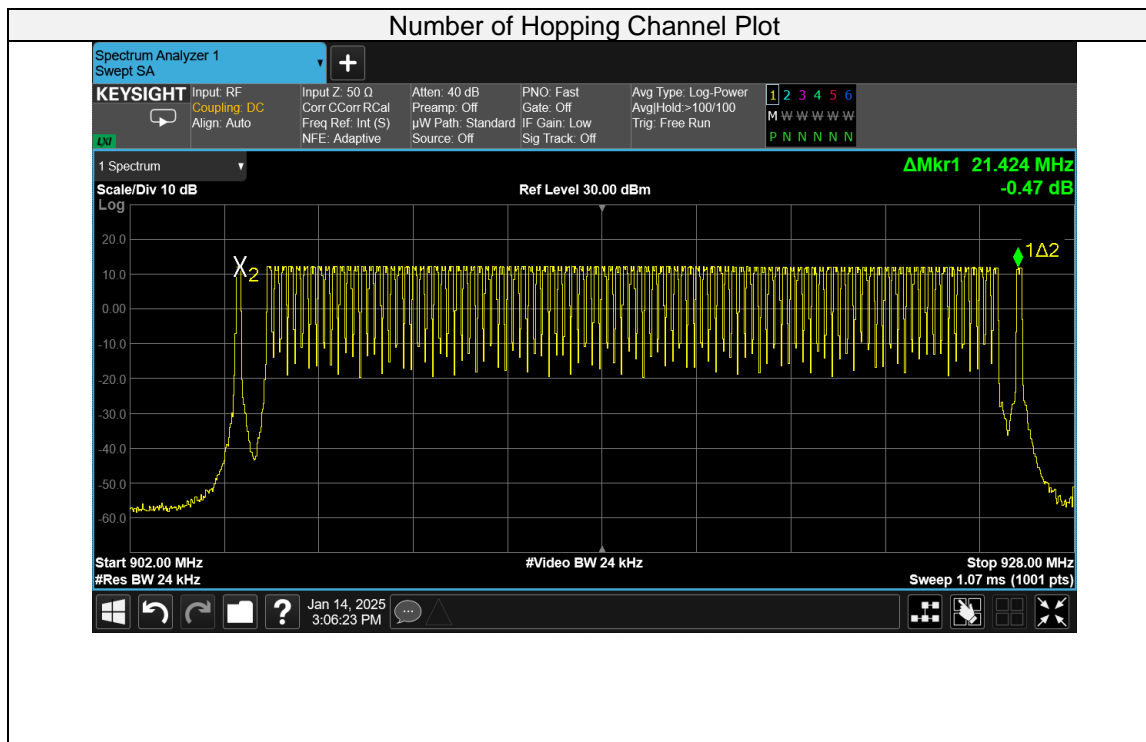 Number of Hopping Channel Plot
Spectrum Analyzer 1
Swept SA
KEYSIGHT
Input: RF
Coupling: DC
Align: Auto
Input Z: 50 Ω
Corr CCorr RCal
Freq Ref: Int (S)
NFE: Adaptive
Atten: 40 dB
Preamp: Off
µW Path: Standard
Source: Off
PNO: Fast
Gate: Off
IF Gain: Low
Sig Track: Off
Avg Type: Log-Power
Avg|Hold:>100/100
Trig: Free Run
1 2 3 4 5 6
M W W W W W
P N N N N N
LXI
1 Spectrum
ΔMkr1 21.424 MHz
-0.47 dB
Scale/Div 10 dB
Ref Level 30.00 dBm
Log
20.0
10.0
0.00
-10.0
-20.0
-30.0
-40.0
-50.0
-60.0
X2
1Δ2
Start 902.00 MHz
#Video BW 24 kHz
Stop 928.00 MHz
#Res BW 24 kHz
Sweep 1.07 ms (1001 pts)
Jan 14, 2025
3:06:23 PM